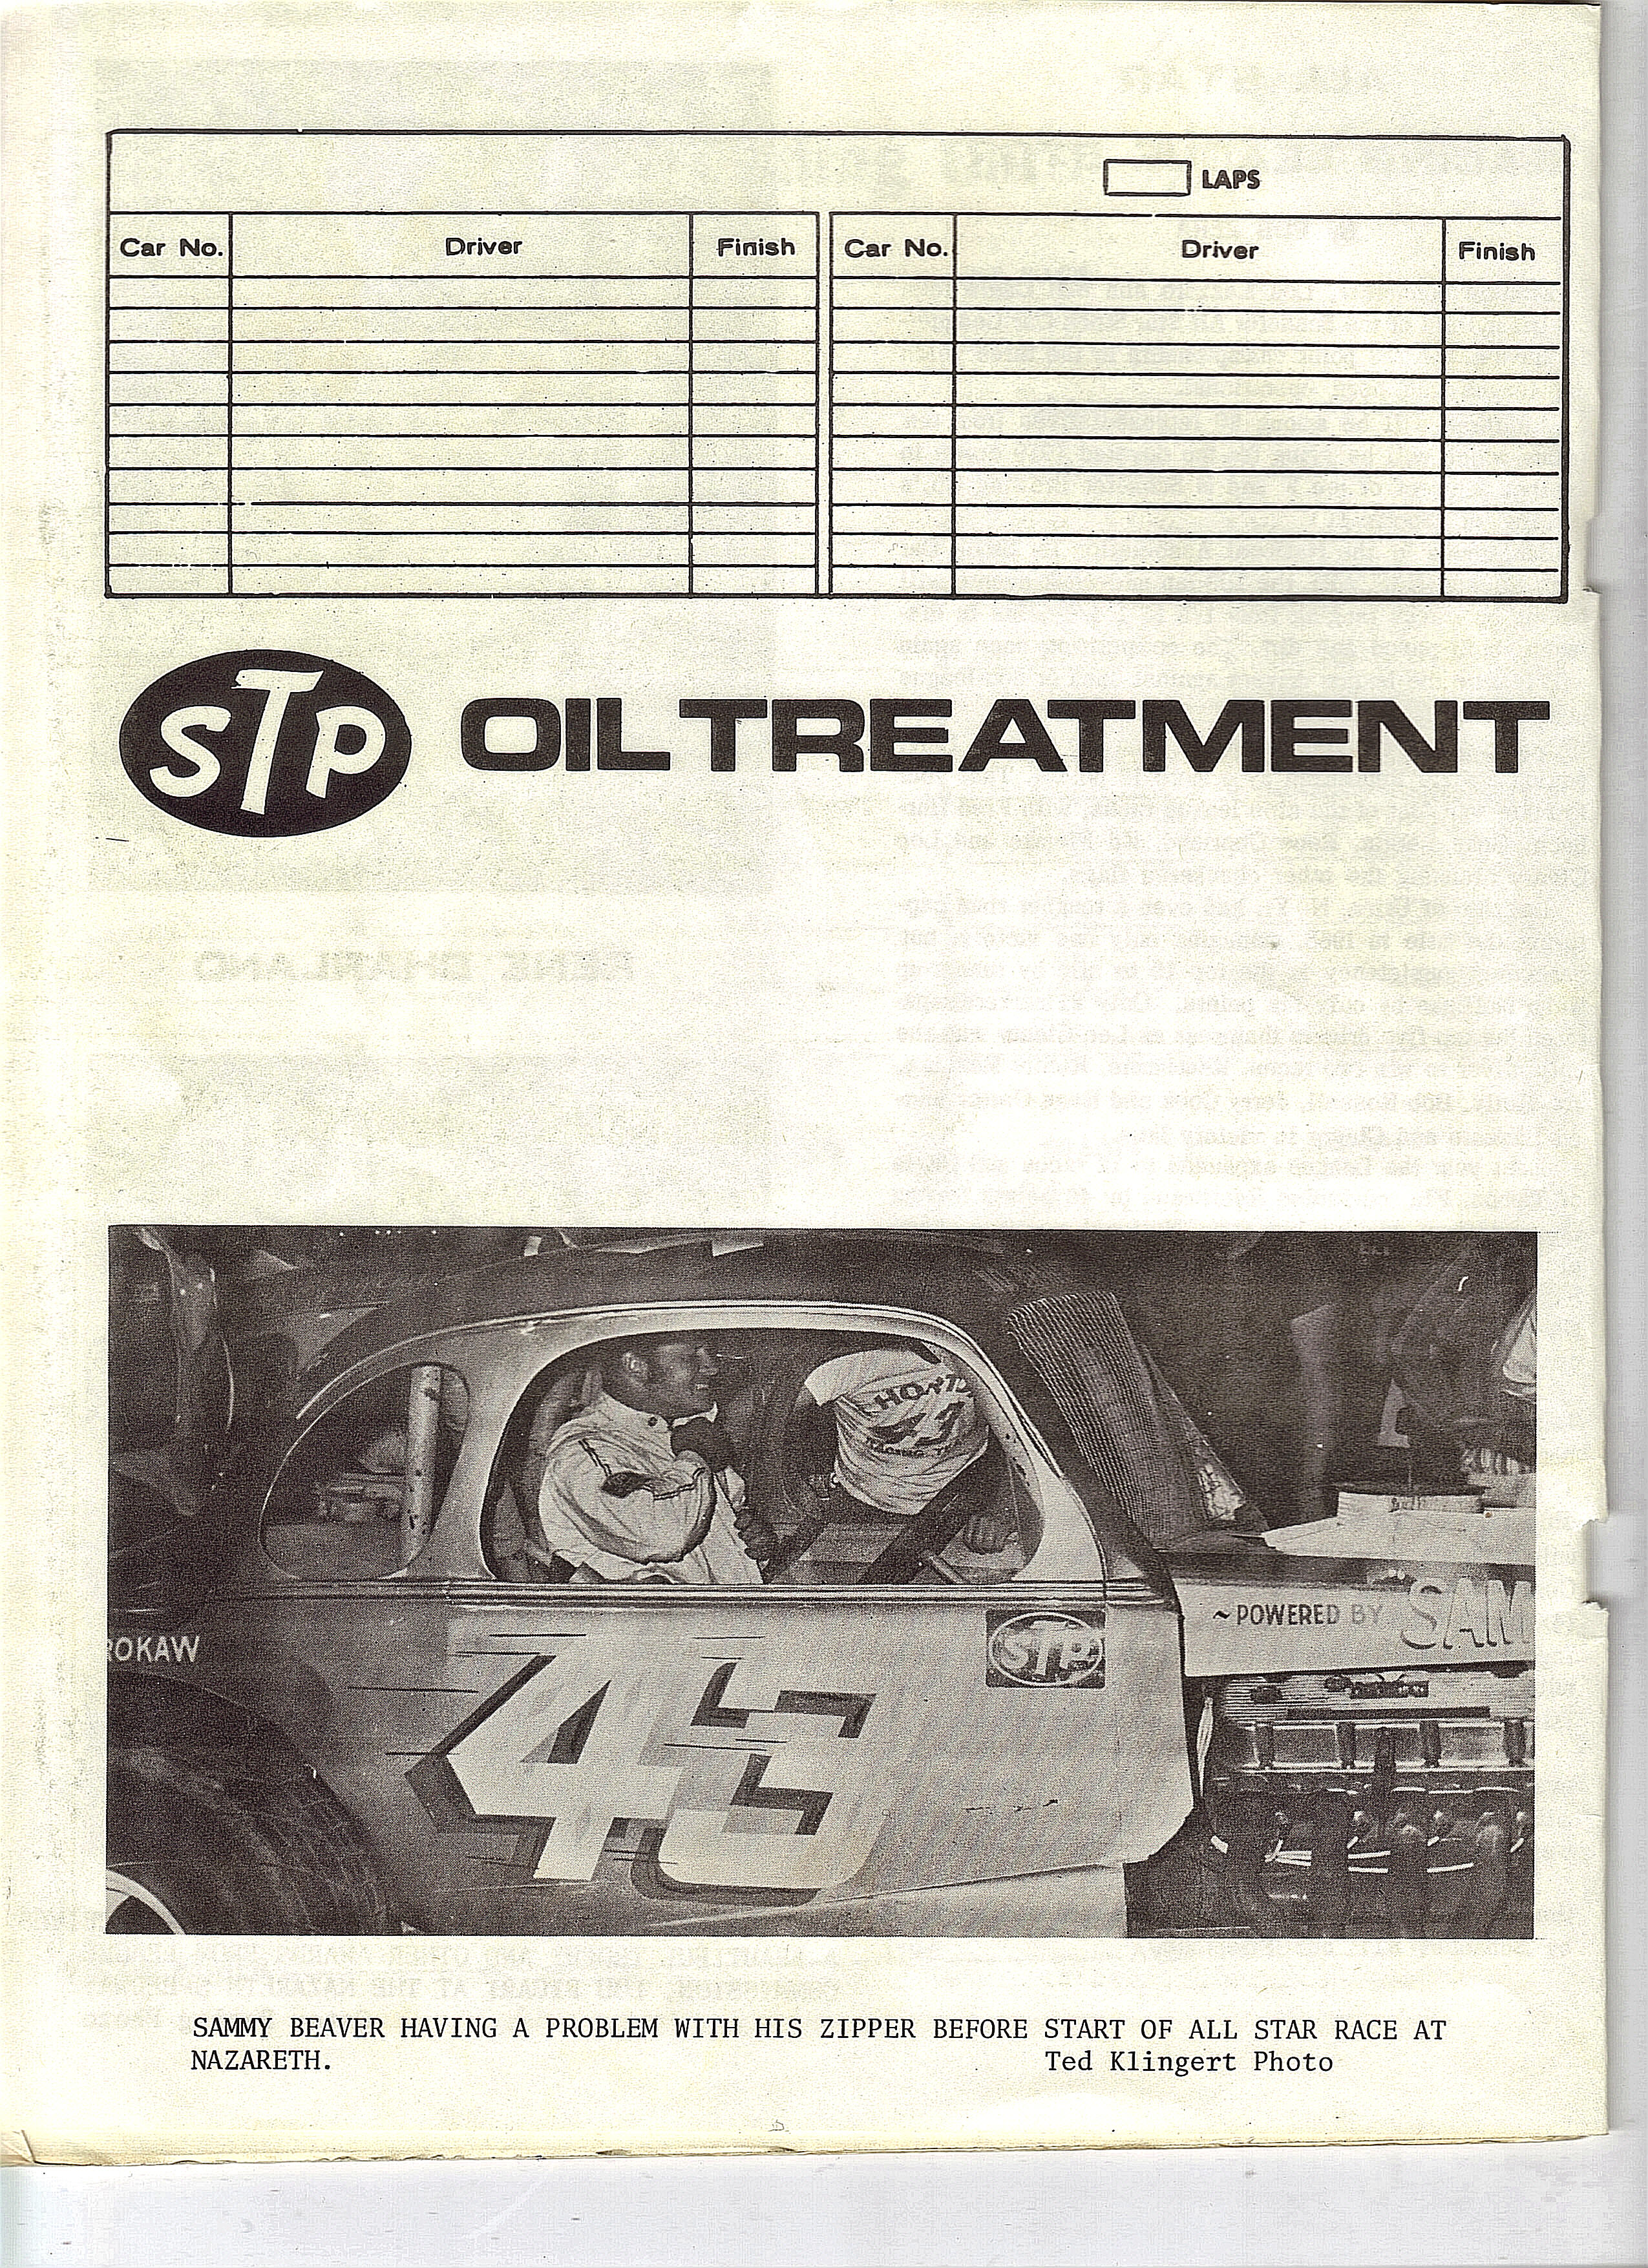 LAPS
Car No. Driver Finish Car No. Driver Finish
STP OIL TREATMENT
ROKAW
STP
~POWERED BY SAM
43
SAMMY BEAVER HAVING A PROBLEM WITH HIS ZIPPER BEFORE START OF ALL STAR RACE AT
NAZARETH. Ted Klingert Photo